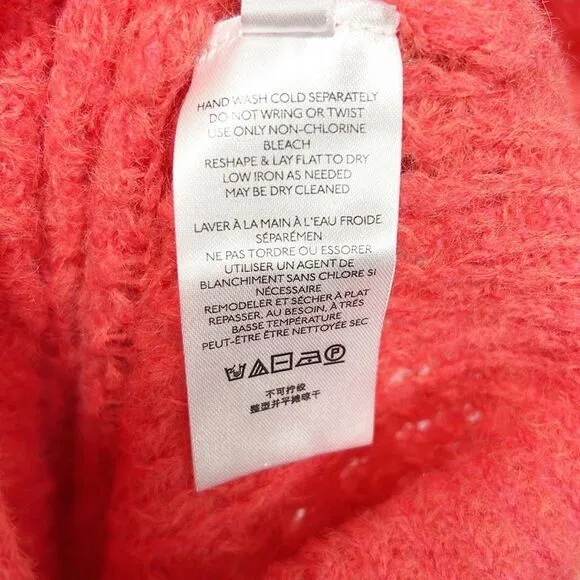 HAND WASH COLD SEPARATELY
DO NOT WRING OR TWIST
USE ONLY NON-CHLORINE
BLEACH
RESHAPE & LAY FLAT TO DRY
LOW IRON AS NEEDED
MAY BE DRY CLEANED
LAVER À LA MAIN À L'EAU FROIDE
SÉPARÉMEN
NE PAS TORDRE OU ESSORER
UTILISER UN AGENT DE
BLANCHIMENT SANS CHLORE SI
NÉCESSAIRE
REMODELER ET SÉCHER À PLAT
REPASSER, AU BESOIN, À TRÈS
BASSE TEMPÉRATURE
PEUT-ÊTRE ÊTRE NETTOYÉE SEC
P
不可拧绞
整型并平摊晾干